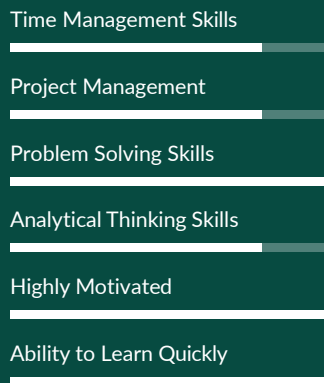 Time Management Skills
Project Management
Problem Solving Skills
Analytical Thinking Skills
Highly Motivated
Ability to Learn Quickly